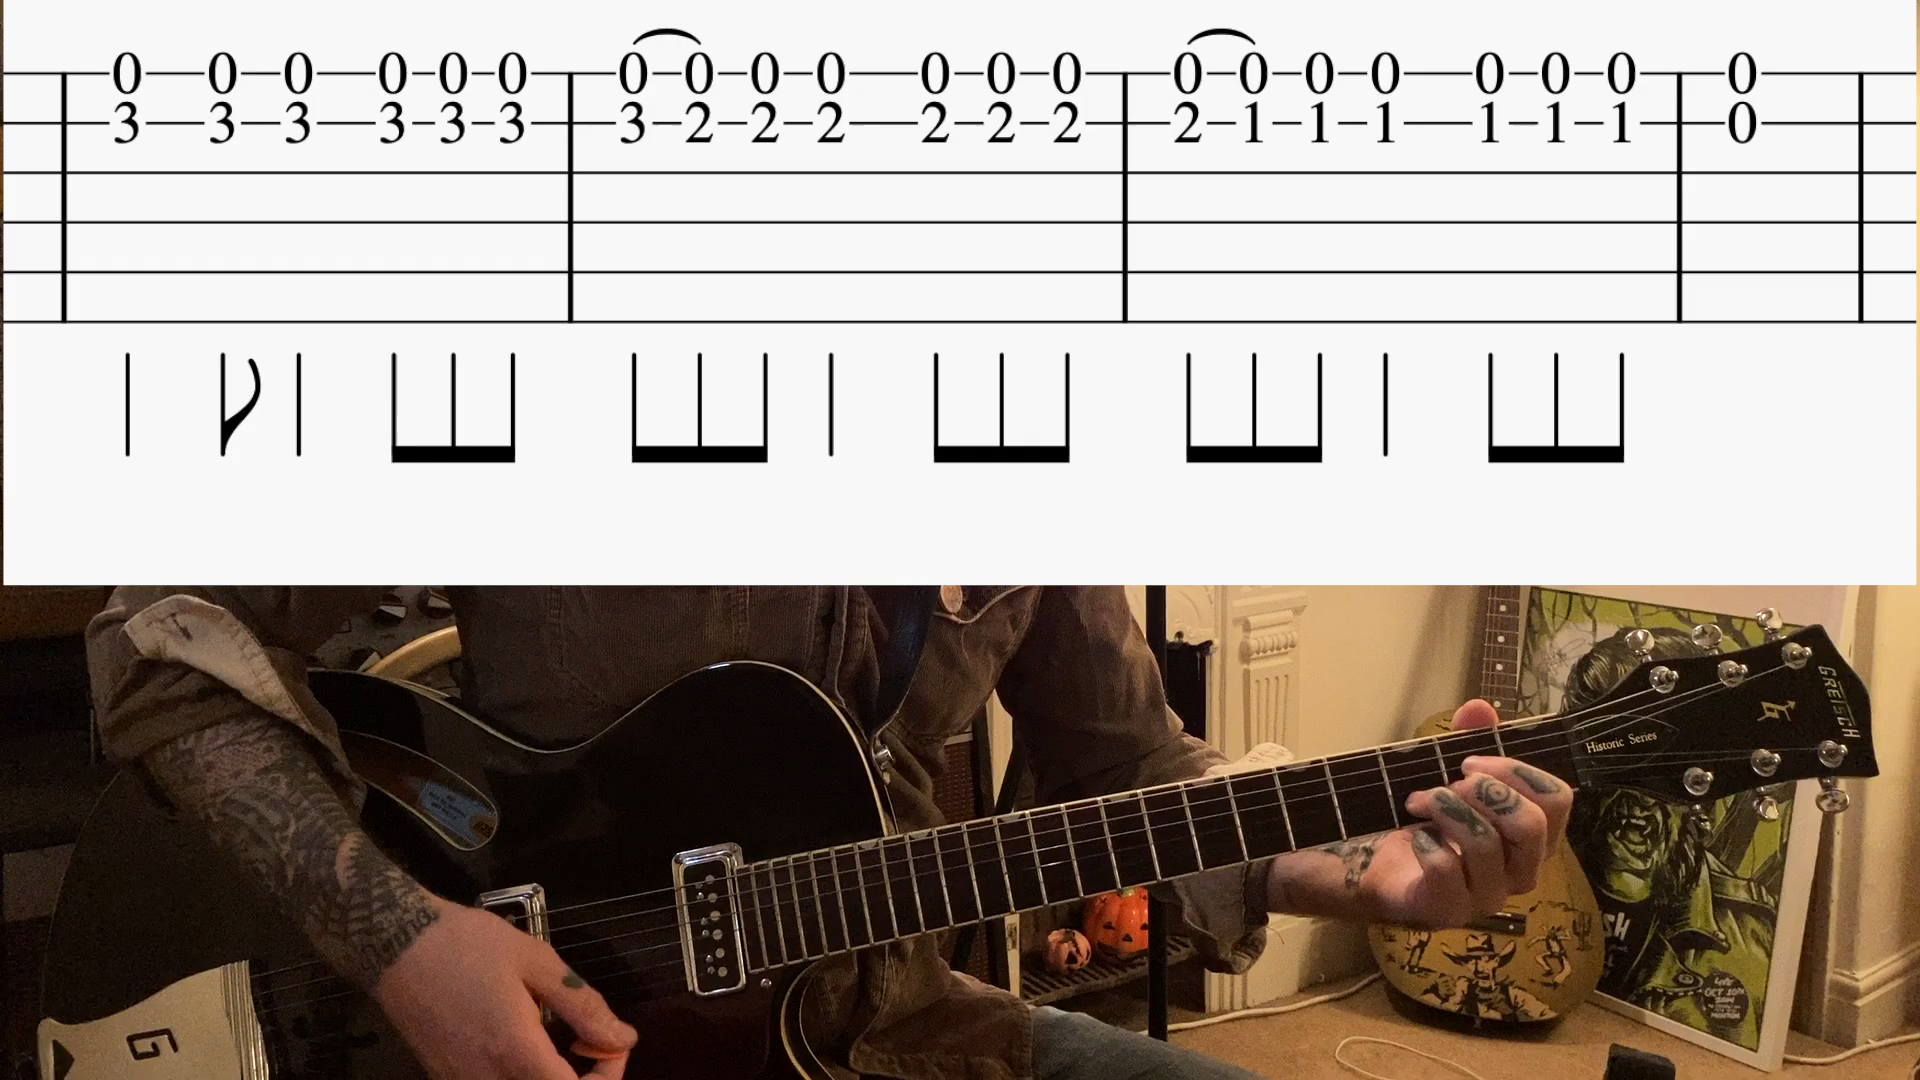 0 0 0 0 0 0 0 0 0 0 0 0 0 0 0 0 0 0 0 0 0
3 3 3 3 3 3 3 2 2 2 2 2 2 2 1 1 1 1 1 1 0
GRETSCH
G
Historic Series
G
OCT 10TH